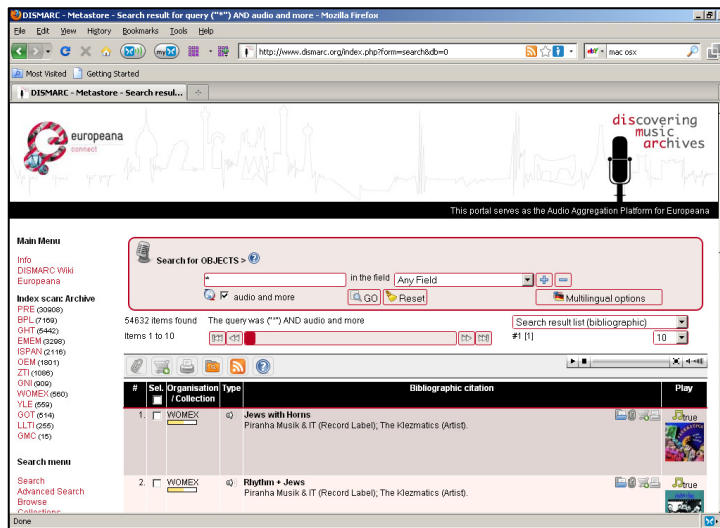 DISMARC - Metastore - Search result for query ("*") AND audio and more - Mozilla Firefox
File Edit View History Bookmarks Tools Help
http://www.dismarc.org/index.php?form=search&db=0
mac osx
Most Visited Getting Started
DISMARC - Metastore - Search resul...
europeana
connect
discovering
music
archives
This portal serves as the Audio Aggregation Platform for Europeana
Main Menu
Info
DISMARC Wiki
Europeana
Index scan: Archive
PRE (30908)
BPL (7169)
GHT (5442)
EMEM (3298)
ISPAN (2116)
OEM (1801)
ZTI (1086)
GNI (909)
WOMEX (560)
YLE (559)
GOT (514)
LLTI (255)
GMC (15)
Search menu
Search
Advanced Search
Browse
Collections
Search for OBJECTS >
* in the field Any Field
audio and more GO Reset Multilingual options
54632 items found The query was ("*") AND audio and more Search result list (bibliographic)
Items 1 to 10 #1 [1] 10
# Sel. Organisation / Collection Type Bibliographic citation Play
1. WOMEX Jews with Horns true
Piranha Musik & IT (Record Label); The Klezmatics (Artist).
2. WOMEX Rhythm + Jews true
Piranha Musik & IT (Record Label); The Klezmatics (Artist).
Done